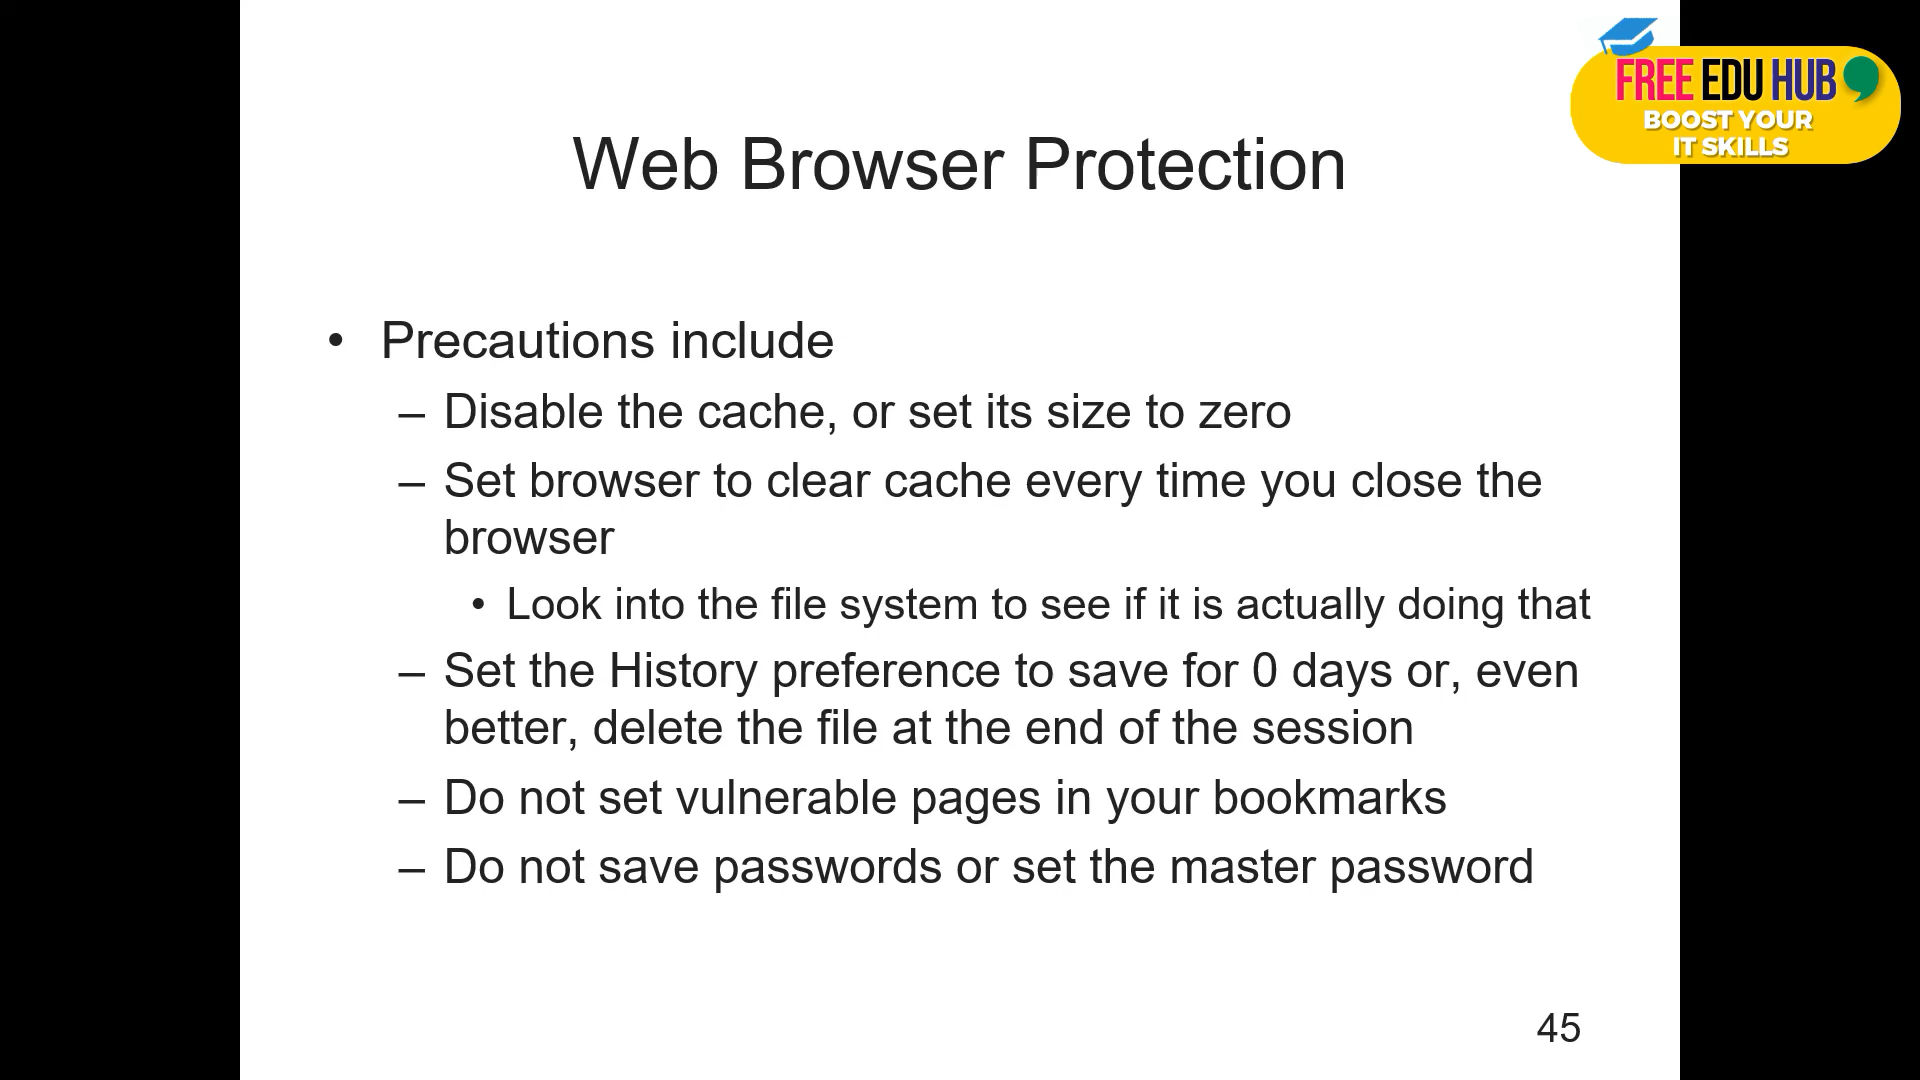 FREE EDU HUB
BOOST YOUR
IT SKILLS
Web Browser Protection
• Precautions include
– Disable the cache, or set its size to zero
– Set browser to clear cache every time you close the
browser
• Look into the file system to see if it is actually doing that
– Set the History preference to save for 0 days or, even
better, delete the file at the end of the session
– Do not set vulnerable pages in your bookmarks
– Do not save passwords or set the master password
45